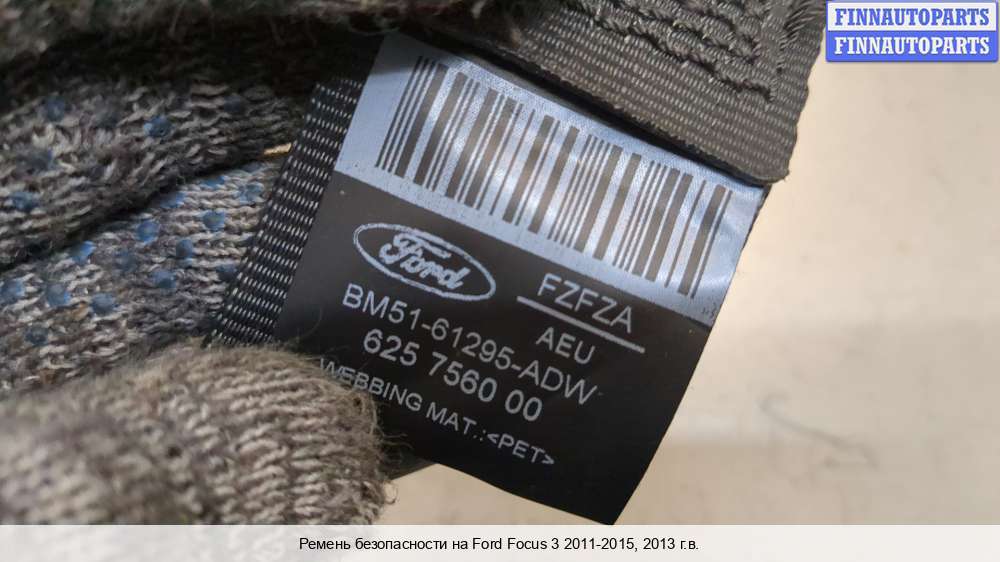 FINNAUTOPARTS
FINNAUTOPARTS
Ford
FZFZA
AEU
BM51-61295-ADW
625 7560 00
WEBBING MAT.:<PET>
Ремень безопасности на Ford Focus 3 2011-2015, 2013 г.в.